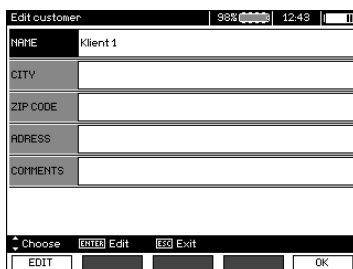 Edit customer 98% 12:43
NAME Klient 1
CITY
ZIP CODE
ADRESS
COMMENTS
Choose ENTER Edit ESC Exit
EDIT OK